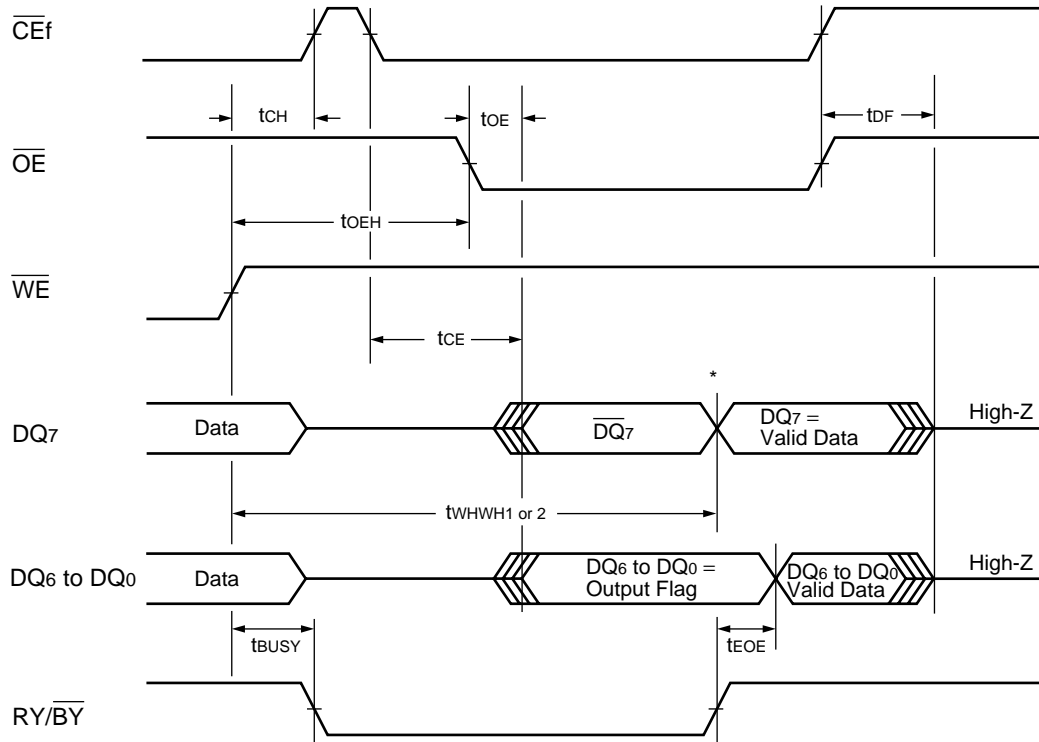 CEf
tCH
tOE
tDF
OE
tOEH
WE
tCE
*
DQ7
Data
DQ7
DQ7 =
Valid Data
High-Z
tWHWH1 or 2
DQ6 to DQ0
Data
DQ6 to DQ0 =
Output Flag
DQ6 to DQ0
Valid Data
High-Z
tBUSY
tEOE
RY/BY